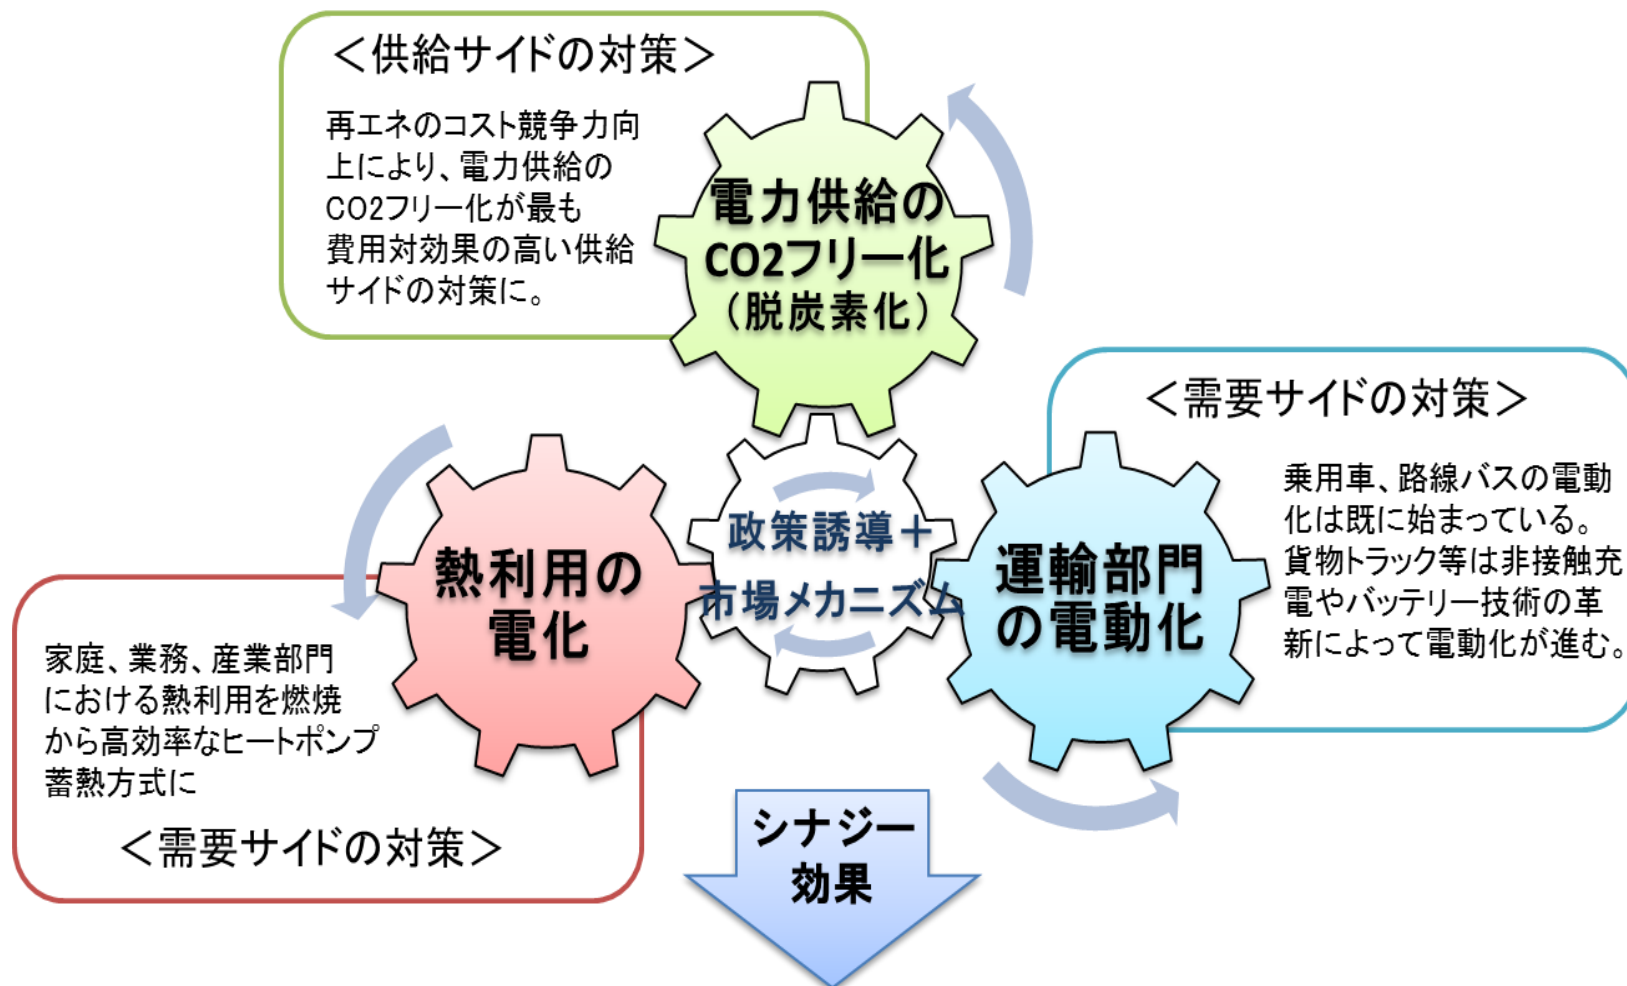 ＜供給サイドの対策＞
再エネのコスト競争力向
上により、電力供給の
CO2フリー化が最も
費用対効果の高い供給
サイドの対策に。
電力供給の
CO2フリー化
（脱炭素化）
＜需要サイドの対策＞
乗用車、路線バスの電動
化は既に始まっている。
貨物トラック等は非接触充
電やバッテリー技術の革
新によって電動化が進む。
運輸部門
の電動化
政策誘導＋
市場メカニズム
熱利用の
電化
家庭、業務、産業部門
における熱利用を燃焼
から高効率なヒートポンプ
蓄熱方式に
＜需要サイドの対策＞
シナジー
効果